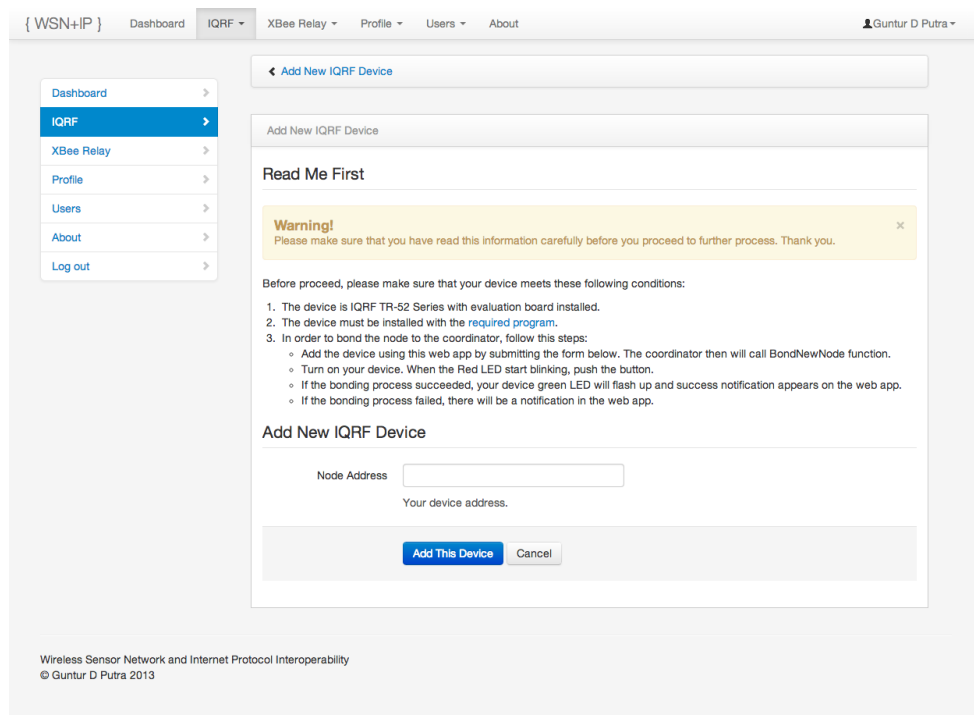 { WSN+IP } Dashboard IQRF XBee Relay Profile Users About Guntur D Putra
Dashboard
IQRF
XBee Relay
Profile
Users
About
Log out
Add New IQRF Device
Add New IQRF Device
Read Me First
Warning!
Please make sure that you have read this information carefully before you proceed to further process. Thank you.
Before proceed, please make sure that your device meets these following conditions:
1. The device is IQRF TR-52 Series with evaluation board installed.
2. The device must be installed with the required program.
3. In order to bond the node to the coordinator, follow this steps:
Add the device using this web app by submitting the form below. The coordinator then will call BondNewNode function.
Turn on your device. When the Red LED start blinking, push the button.
If the bonding process succeeded, your device green LED will flash up and success notification appears on the web app.
If the bonding process failed, there will be a notification in the web app.
Add New IQRF Device
Node Address
Your device address.
Add This Device Cancel
Wireless Sensor Network and Internet Protocol Interoperability
© Guntur D Putra 2013